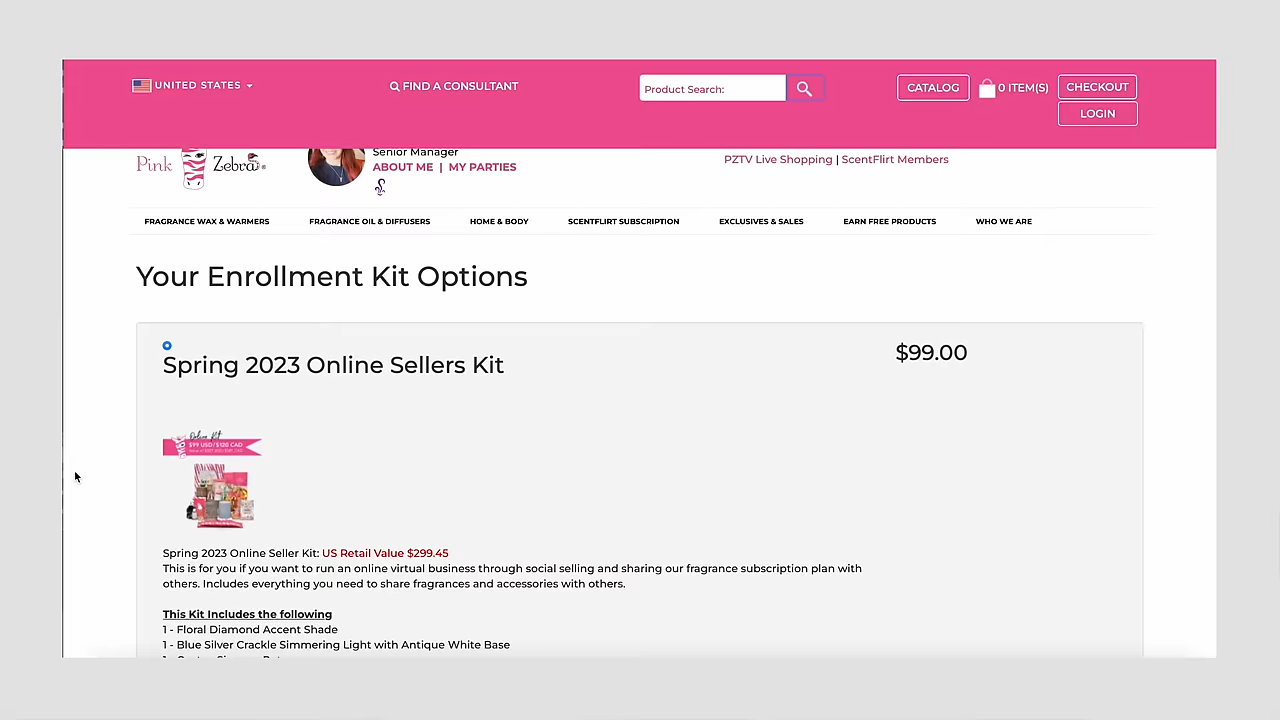 UNITED STATES
FIND A CONSULTANT
Product Search:
CATALOG
0 ITEM(S)
CHECKOUT
LOGIN
Pink Zebra
Senior Manager
ABOUT ME | MY PARTIES
PZTV Live Shopping | ScentFlirt Members
FRAGRANCE WAX & WARMERS
FRAGRANCE OIL & DIFFUSERS
HOME & BODY
SCENTFLIRT SUBSCRIPTION
EXCLUSIVES & SALES
EARN FREE PRODUCTS
WHO WE ARE
Your Enrollment Kit Options
Spring 2023 Online Sellers Kit
$99.00
Online Kit
$99 USD/$128 CAD
Spring 2023 Online Seller Kit: US Retail Value $299.45
This is for you if you want to run an online virtual business through social selling and sharing our fragrance subscription plan with
others. Includes everything you need to share fragrances and accessories with others.
This Kit Includes the following
1 - Floral Diamond Accent Shade
1 - Blue Silver Crackle Simmering Light with Antique White Base